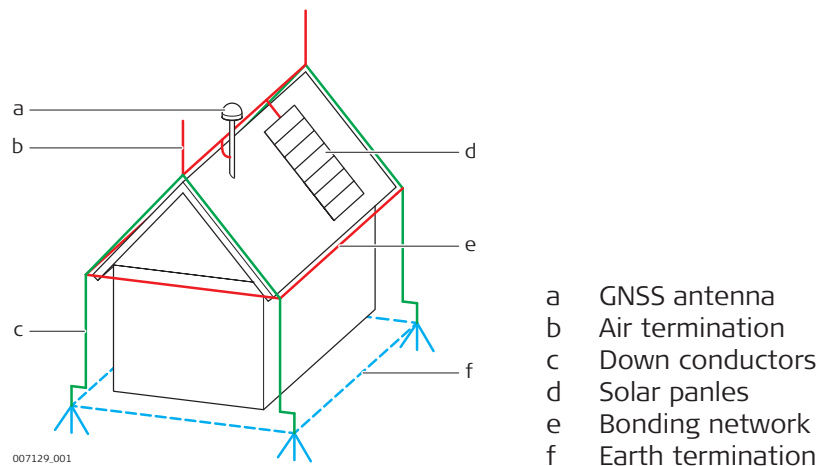 a
b
c
d
e
f
007129_001
a GNSS antenna
b Air termination
c Down conductors
d Solar panles
e Bonding network
f Earth termination